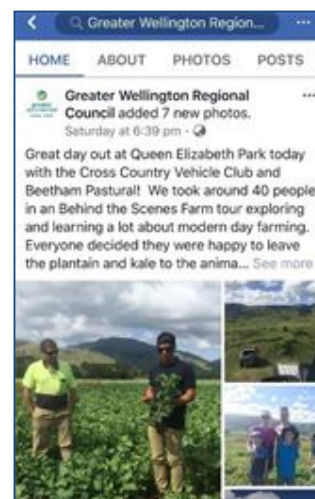 Greater Wellington Region...
HOME ABOUT PHOTOS POSTS
Greater Wellington Regional
Council added 7 new photos.
Saturday at 6:39 pm •
Great day out at Queen Elizabeth Park today
with the Cross Country Vehicle Club and
Beetham Pastural! We took around 40 people
in an Behind the Scenes Farm tour exploring
and learning a lot about modern day farming.
Everyone decided they were happy to leave
the plantain and kale to the anima... See more